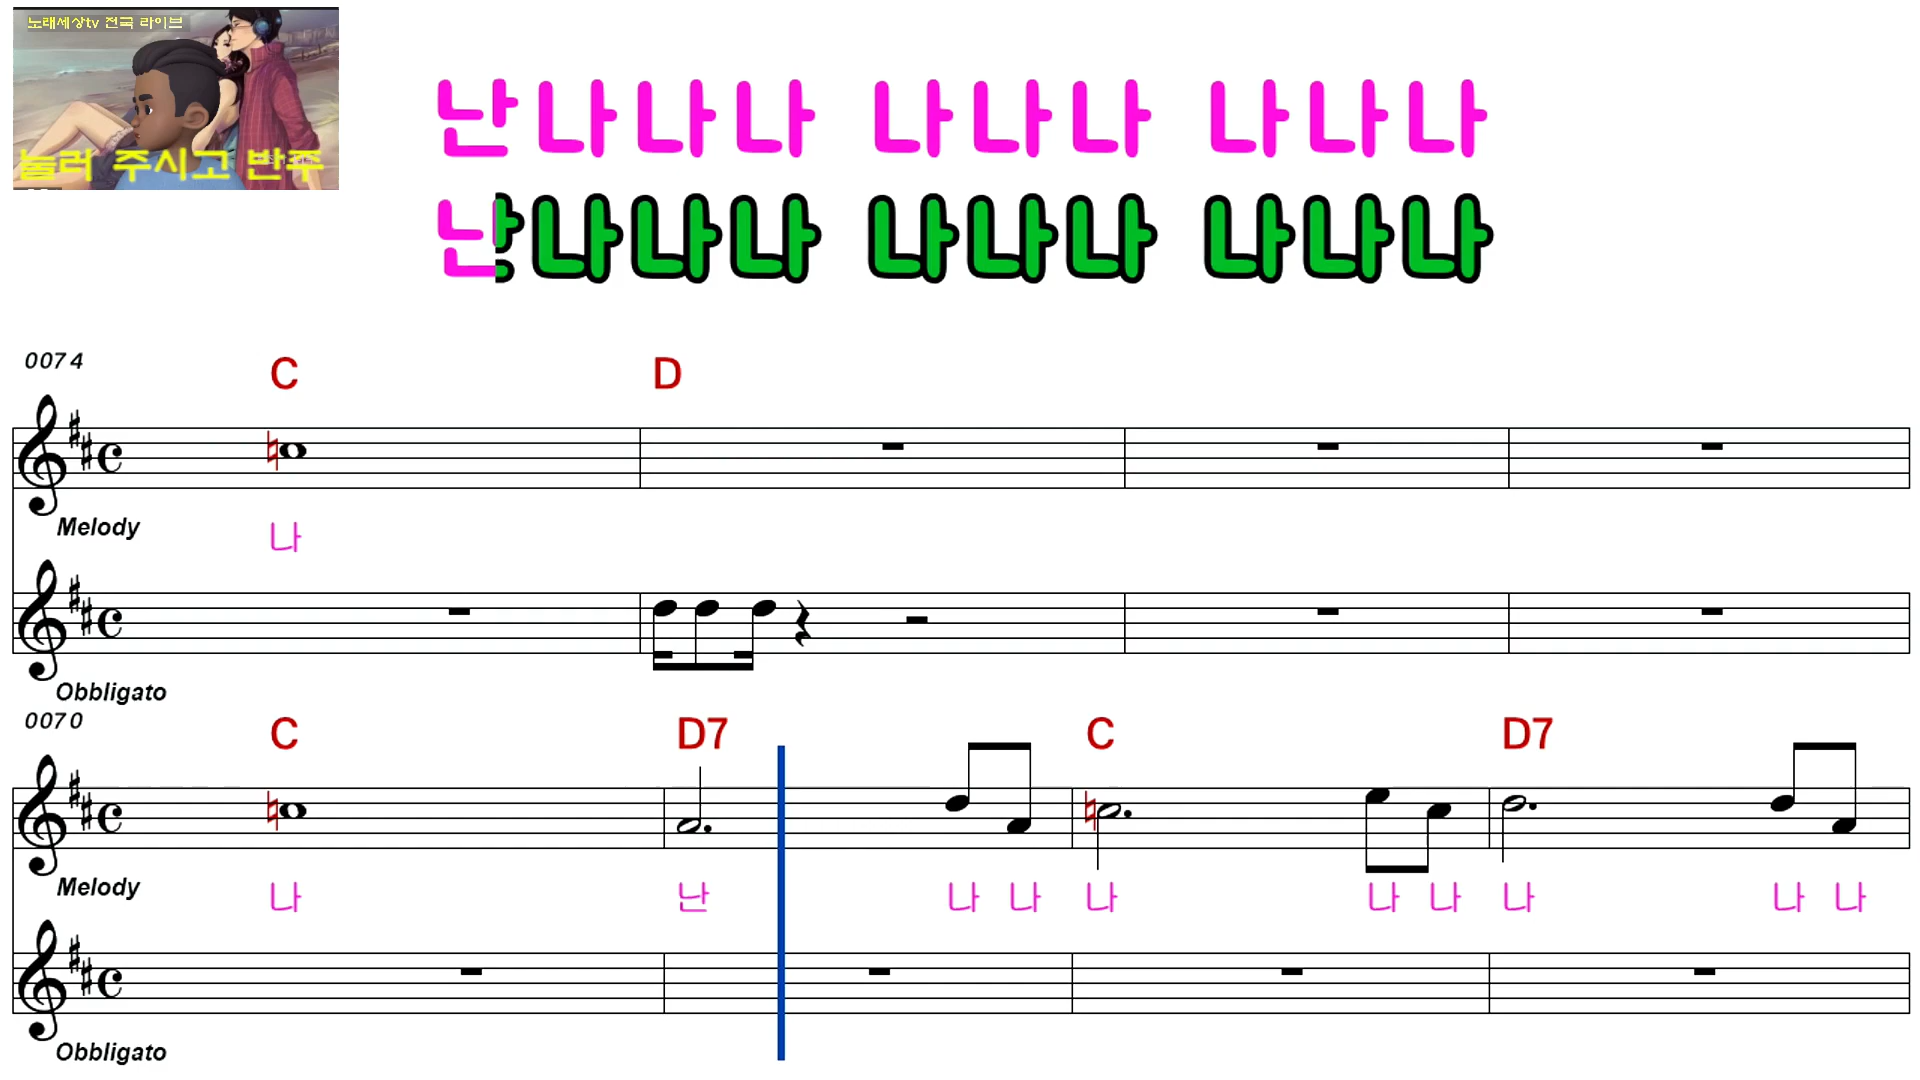 노래세상tv 전국 라이브
눌러 주시고 반주
난나나나 나나나 나나나
난나나나 나나나 나나나
0074
C D
Melody
나
Obbligato
0070
C D7 C D7
Melody
나 난 나 나 나 나 나 나 나 나
Obbligato